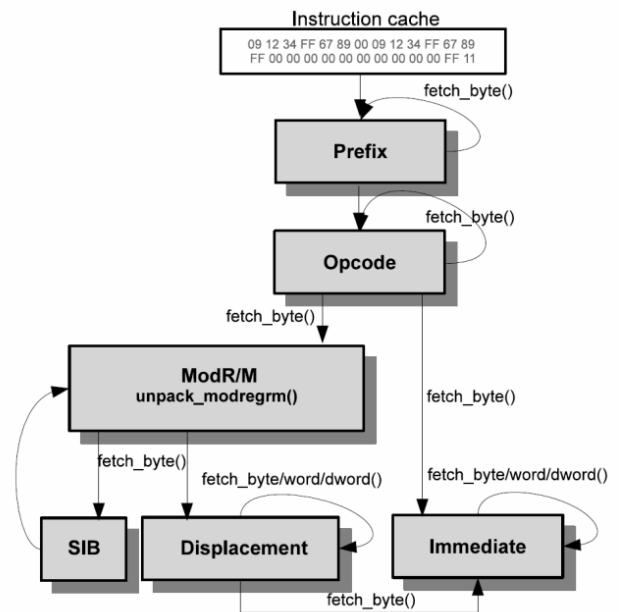 Instruction cache
09 12 34 FF 67 89 00 09 12 34 FF 67 89
FF 00 00 00 00 00 00 00 00 00 00 FF 11
fetch_byte()
Prefix
fetch_byte()
Opcode
fetch_byte()
ModR/M
unpack_modregrm()
fetch_byte()
fetch_byte()
fetch_byte/word/dword()
fetch_byte/word/dword()
SIB
Displacement
Immediate
fetch_byte()